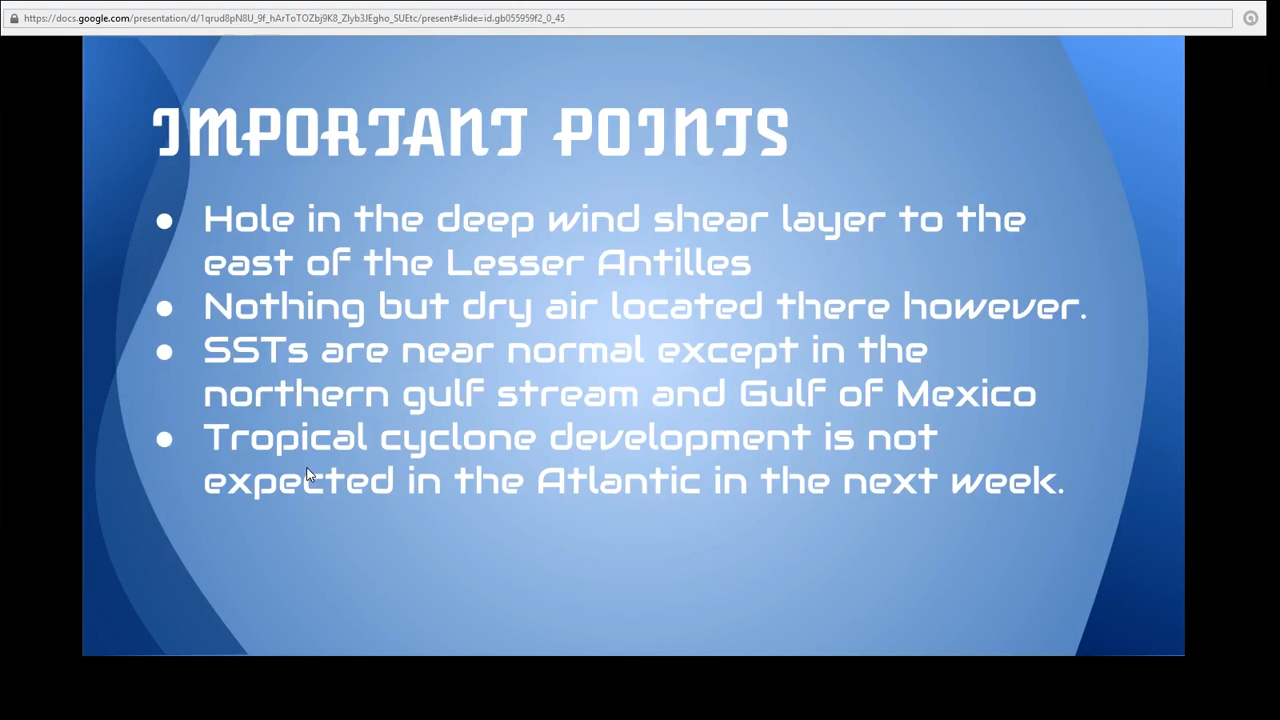 https://docs.google.com/presentation/d/1qrud8pN8U_9f_hArToTOZbj9K8_ZIyb3JEgho_SUEtc/present#slide=id.gb055959f2_0_45
IMPORTANT POINTS
● Hole in the deep wind shear layer to the
east of the Lesser Antilles
● Nothing but dry air located there however.
● SSTs are near normal except in the
northern gulf stream and Gulf of Mexico
● Tropical cyclone development is not
expected in the Atlantic in the next week.